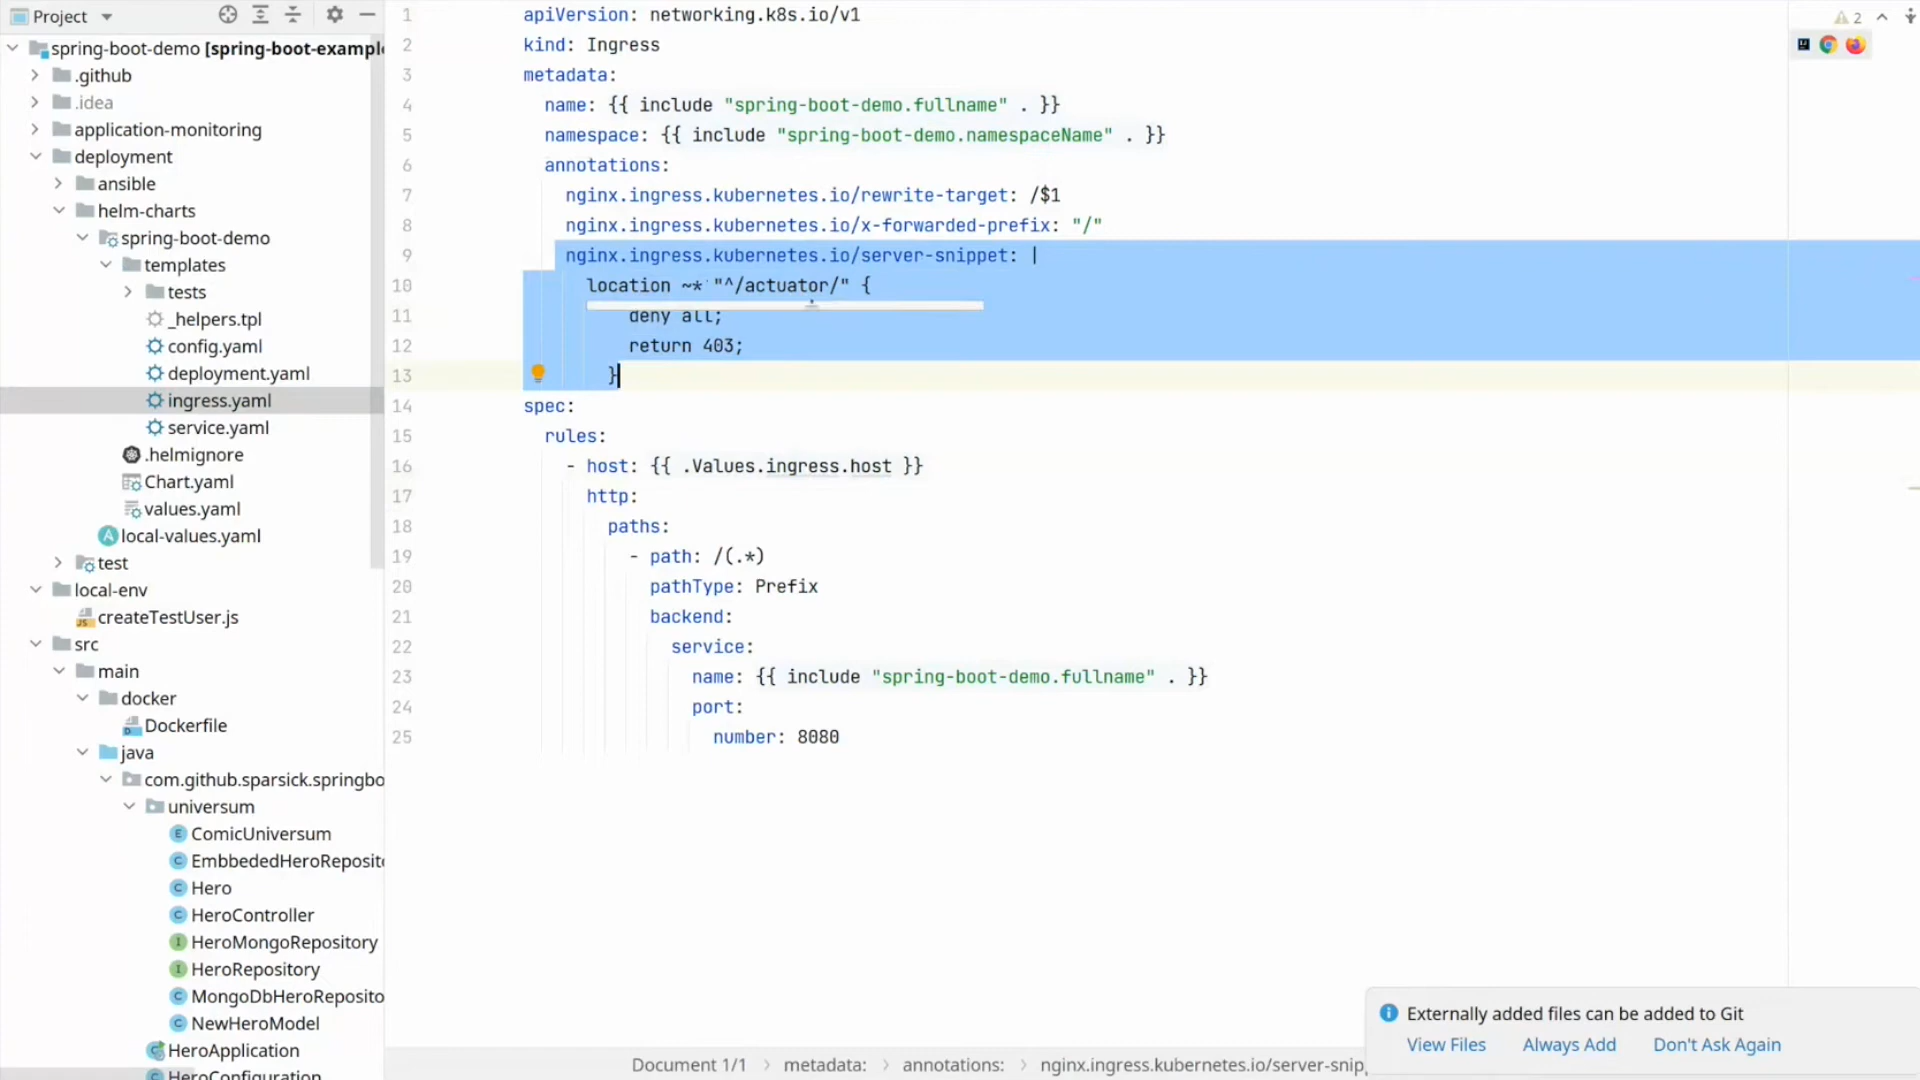 Project
spring-boot-demo [spring-boot-example
.github
.idea
application-monitoring
deployment
ansible
helm-charts
spring-boot-demo
templates
tests
_helpers.tpl
config.yaml
deployment.yaml
ingress.yaml
service.yaml
.helmignore
Chart.yaml
values.yaml
local-values.yaml
test
local-env
createTestUser.js
src
main
docker
Dockerfile
java
com.github.sparsick.springbo
universum
ComicUniversum
EmbbededHeroReposito
Hero
HeroController
HeroMongoRepository
HeroRepository
MongoDbHeroReposito
NewHeroModel
HeroApplication
HeroConfiguration
1 apiVersion: networking.k8s.io/v1
2 kind: Ingress
3 metadata:
4 name: {{ include "spring-boot-demo.fullname" . }}
5 namespace: {{ include "spring-boot-demo.namespaceName" . }}
6 annotations:
7 nginx.ingress.kubernetes.io/rewrite-target: /$1
8 nginx.ingress.kubernetes.io/x-forwarded-prefix: "/"
9 nginx.ingress.kubernetes.io/server-snippet: |
10 location ~* "^/actuator/" {
11 deny all;
12 return 403;
13 }
14 spec:
15 rules:
16 - host: {{ .Values.ingress.host }}
17 http:
18 paths:
19 - path: /(.*)
20 pathType: Prefix
21 backend:
22 service:
23 name: {{ include "spring-boot-demo.fullname" . }}
24 port:
25 number: 8080
2
Externally added files can be added to Git
View Files Always Add Don't Ask Again
Document 1/1 › metadata: › annotations: › nginx.ingress.kubernetes.io/server-snip